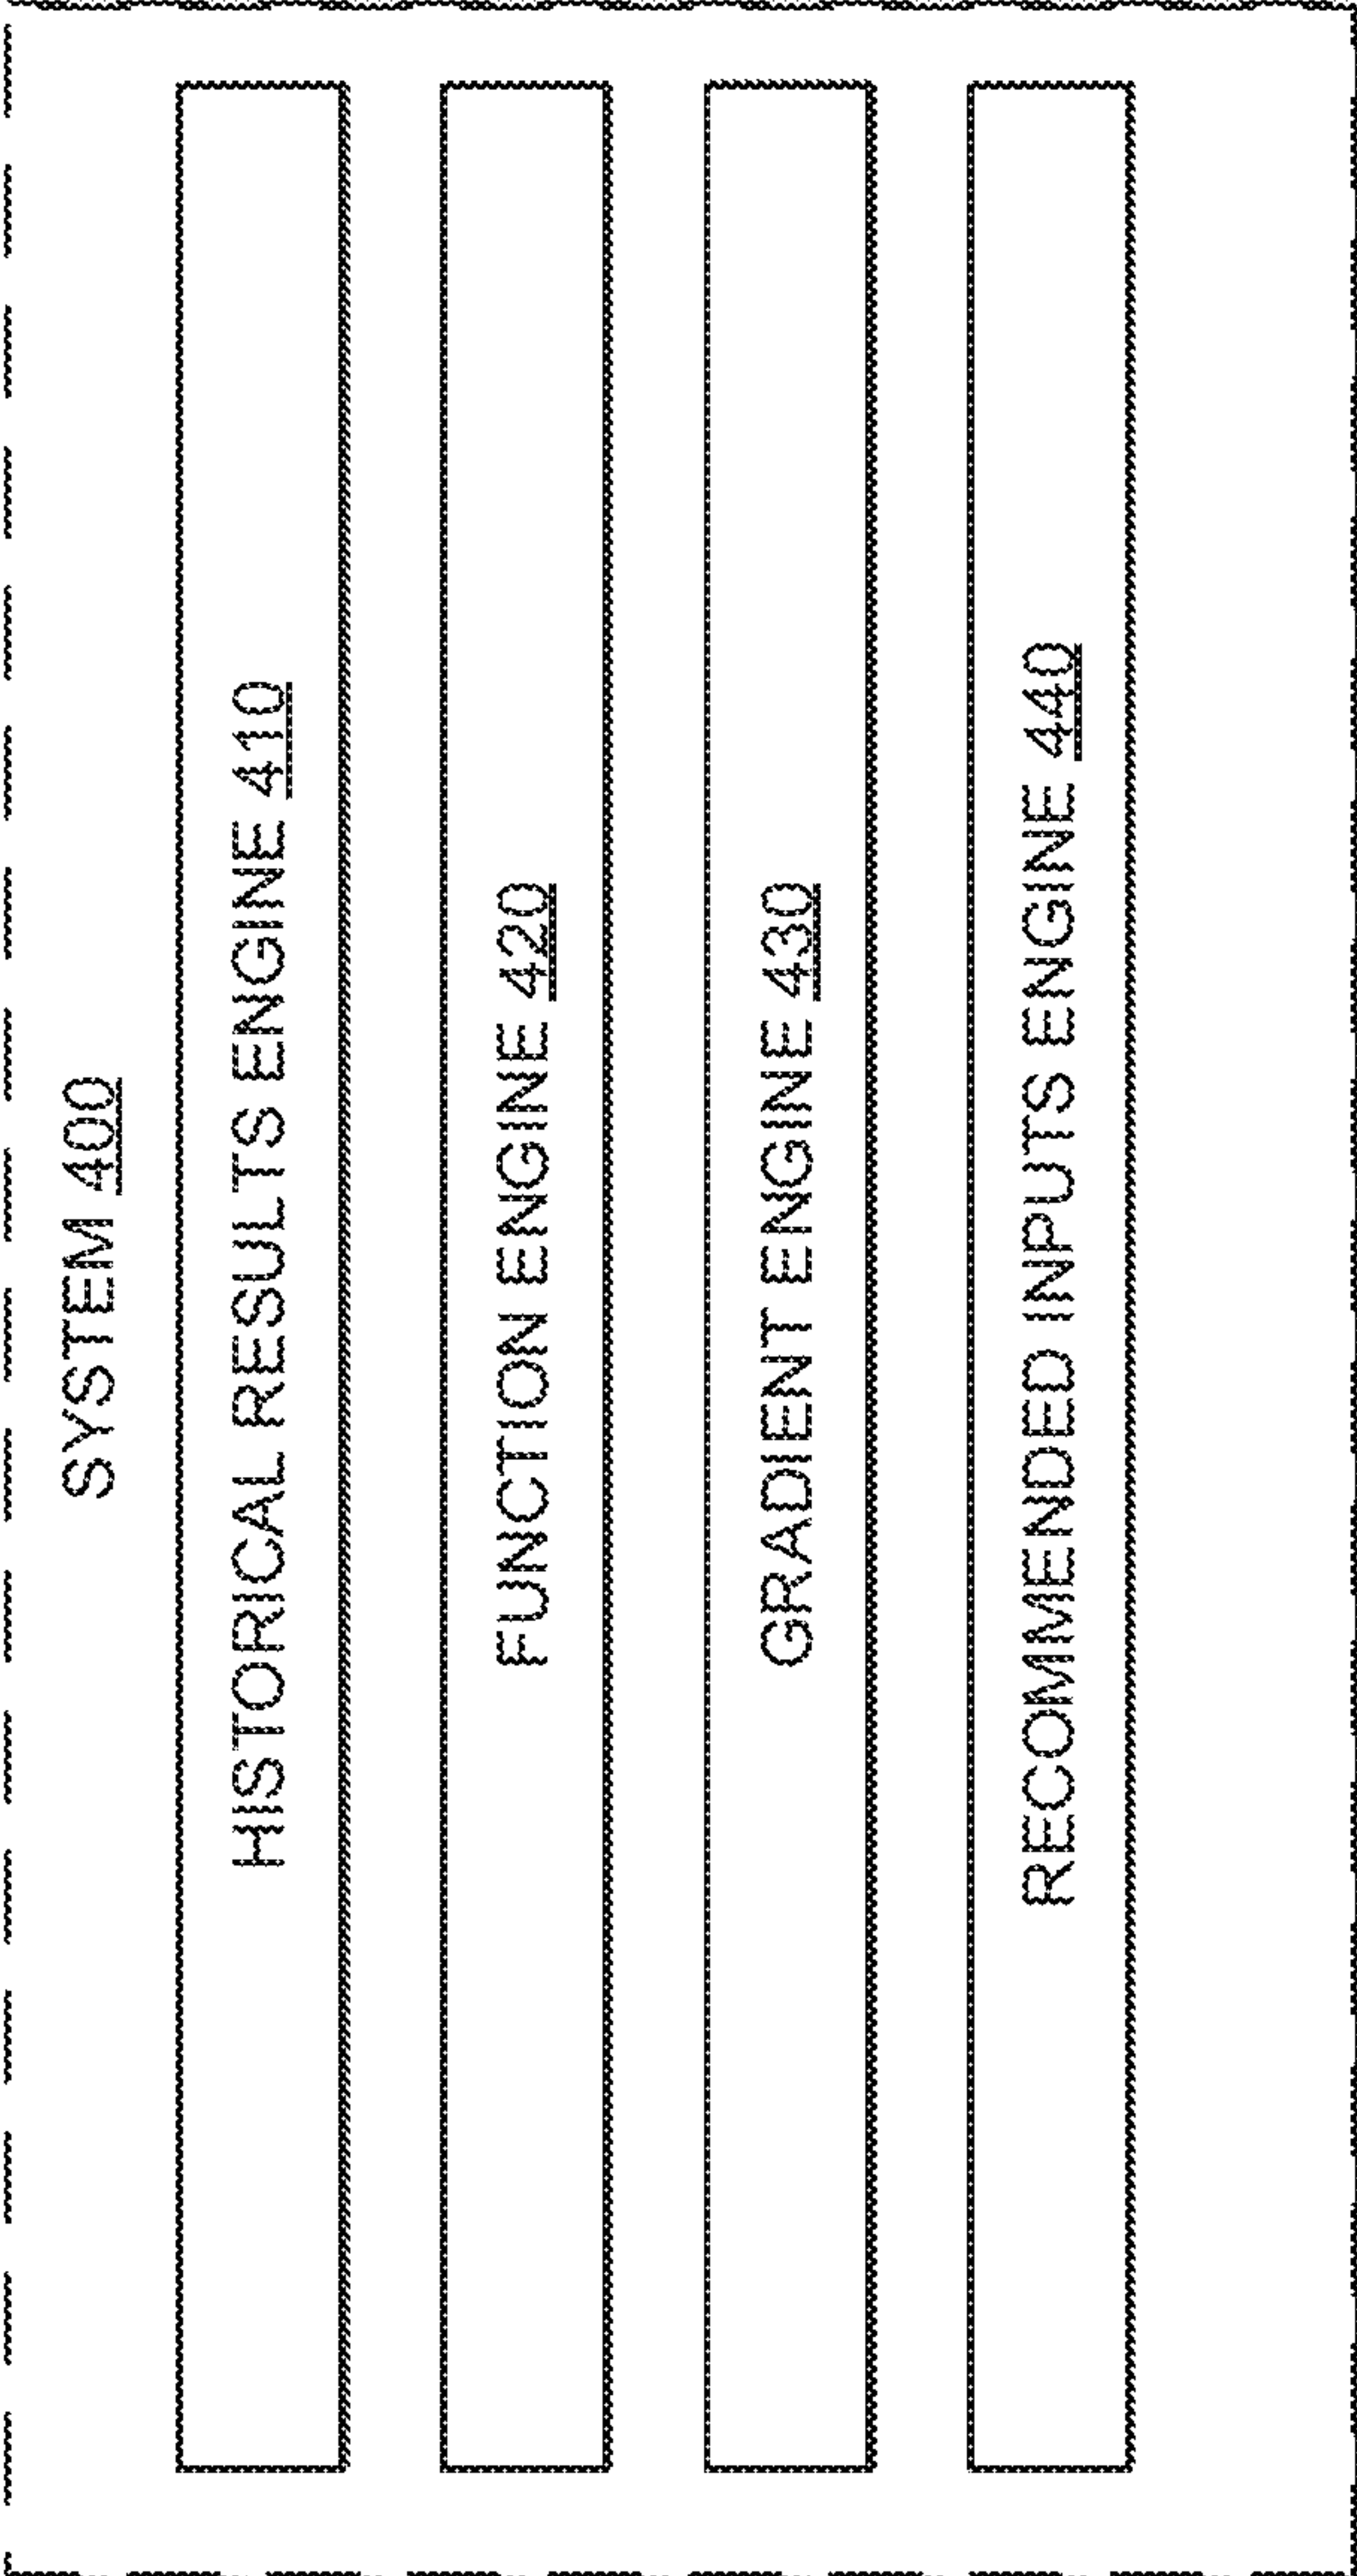 SYSTEM 400
HISTORICAL RESULTS ENGINE 410
FUNCTION ENGINE 420
GRADIENT ENGINE 430
RECOMMENDED INPUTS ENGINE 440